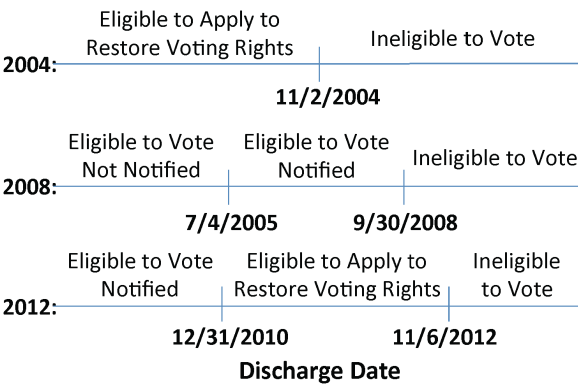 Eligible to Apply to
Restore Voting Rights
Ineligible to Vote
2004:
11/2/2004
Eligible to Vote
Not Notified
Eligible to Vote
Notified
Ineligible to Vote
2008:
7/4/2005
9/30/2008
Eligible to Vote
Notified
Eligible to Apply to
Restore Voting Rights
Ineligible
to Vote
2012:
12/31/2010
11/6/2012
Discharge Date